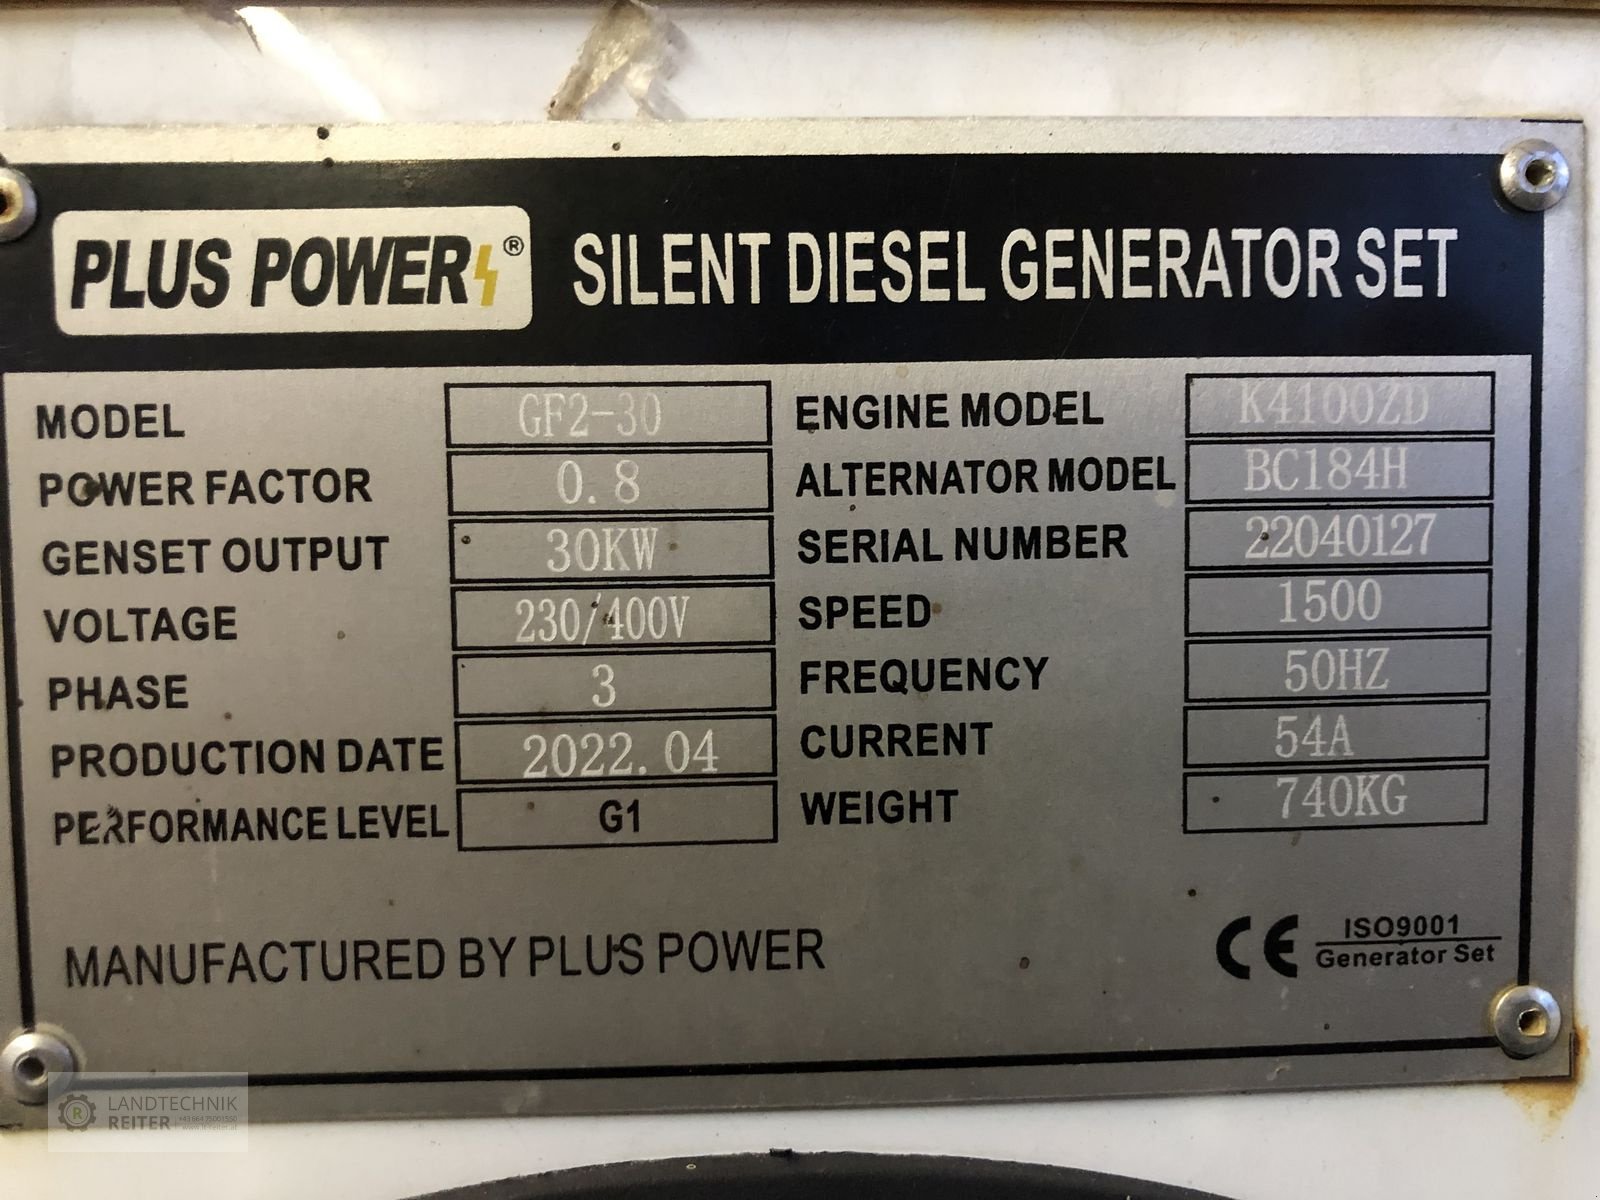 PLUS POWER® SILENT DIESEL GENERATOR SET
MODEL GF2-30
POWER FACTOR 0.8
GENSET OUTPUT 30KW
VOLTAGE 230/400V
PHASE 3
PRODUCTION DATE 2022.04
PERFORMANCE LEVEL G1
ENGINE MODEL K4100ZD
ALTERNATOR MODEL BC184H
SERIAL NUMBER 22040127
SPEED 1500
FREQUENCY 50HZ
CURRENT 54A
WEIGHT 740KG
MANUFACTURED BY PLUS POWER
CE ISO9001
Generator Set
R LANDTECHNIK
REITER